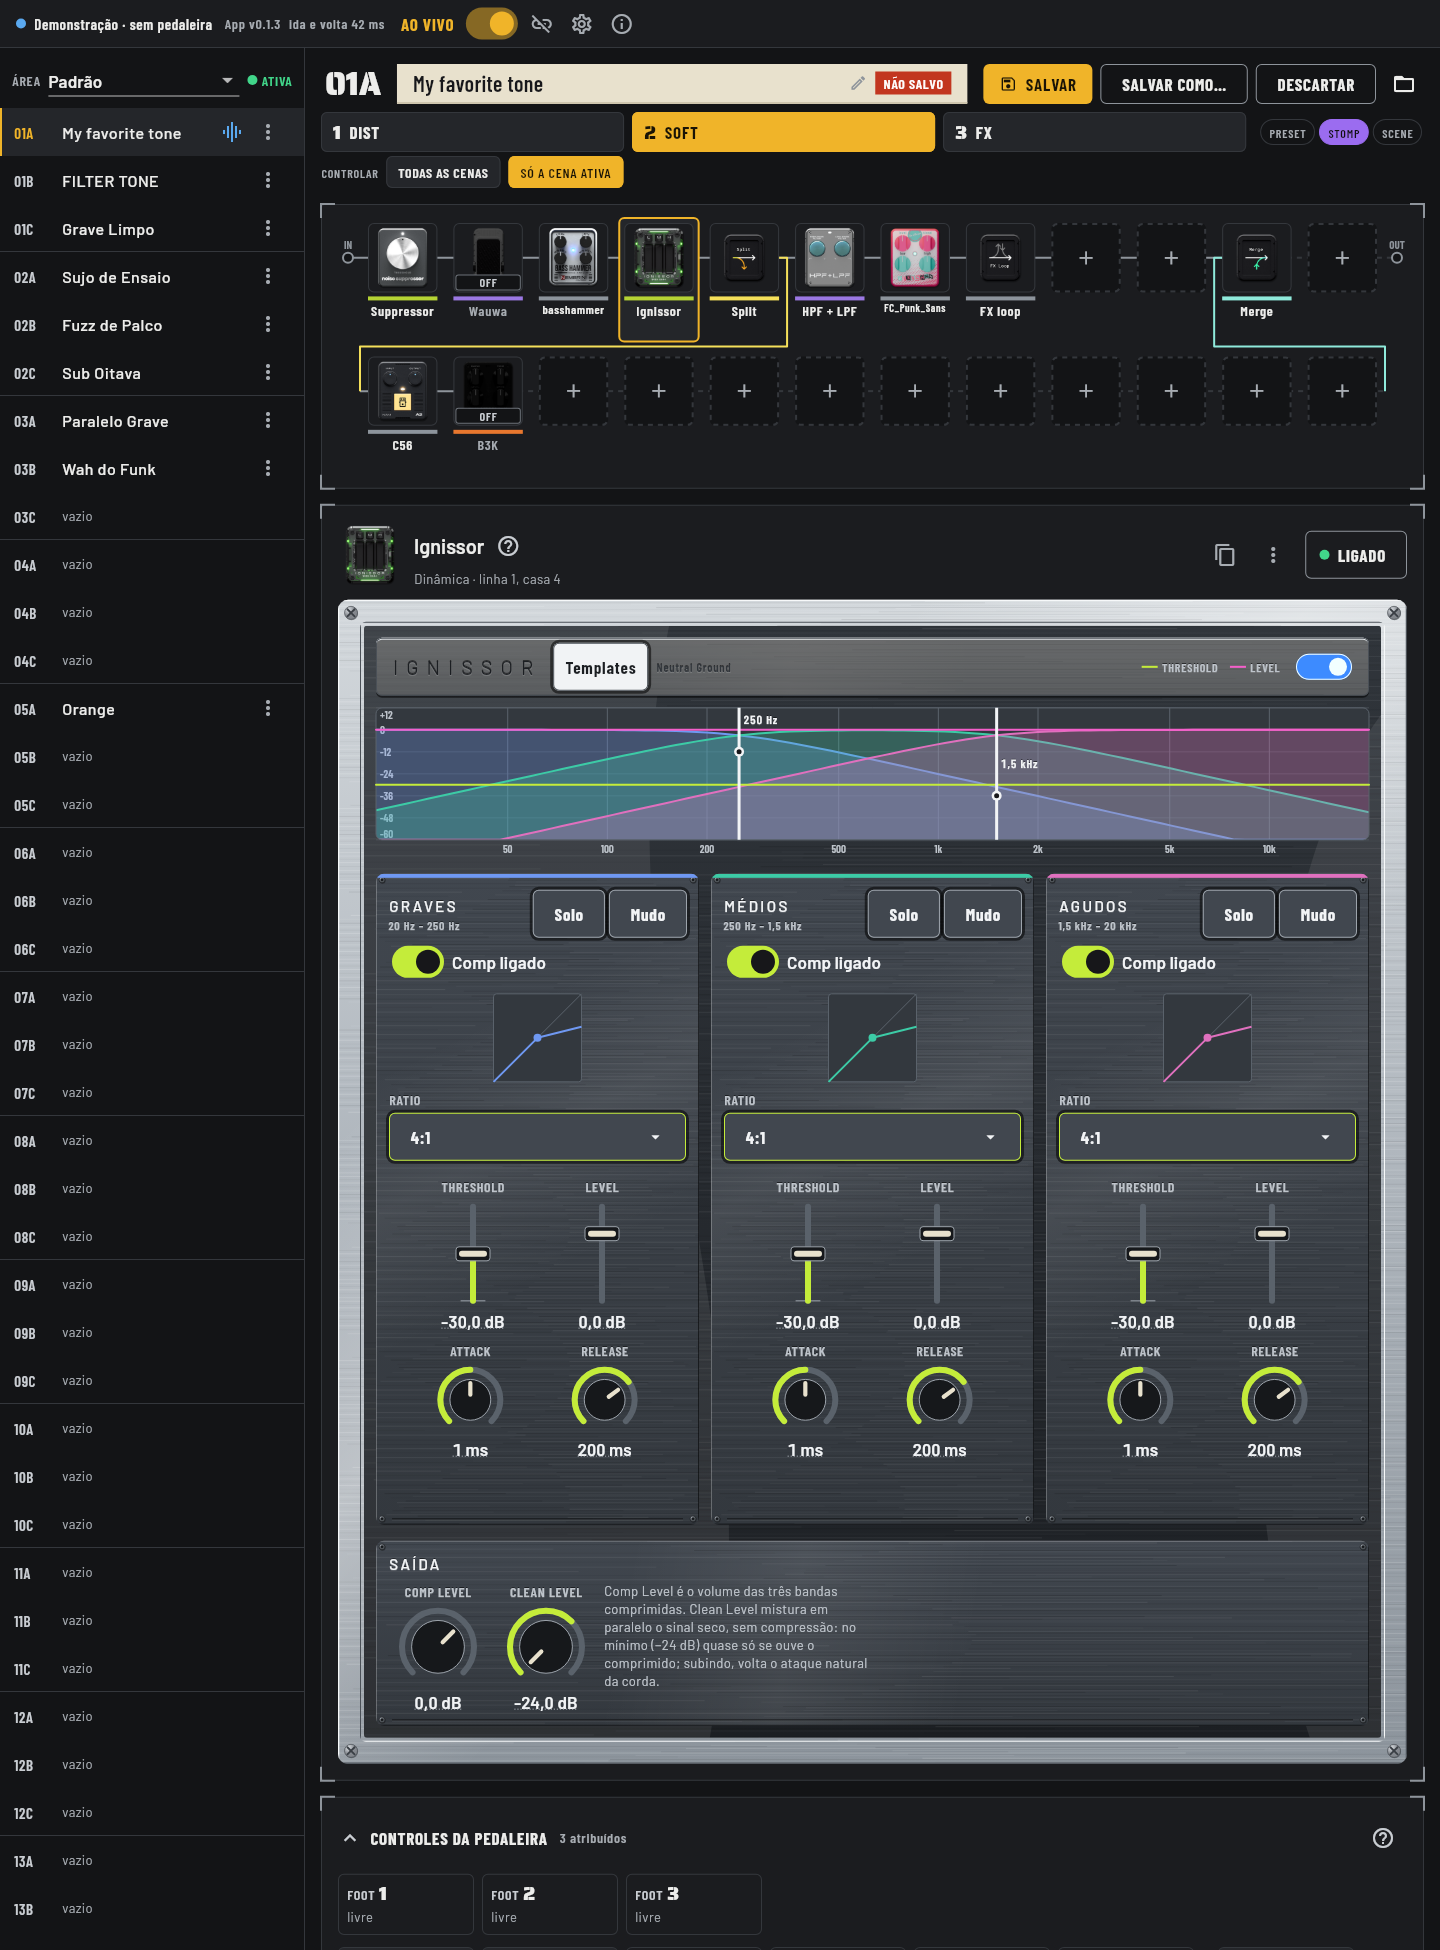 Demonstração · sem pedaleira App v0.1.3 Ida e volta 42 ms AO VIVO
ÁREA Padrão ATIVA
01A My favorite tone
01B FILTER TONE
01C Grave Limpo
02A Sujo de Ensaio
02B Fuzz de Palco
02C Sub Oitava
03A Paralelo Grave
03B Wah do Funk
03C vazio
04A vazio
04B vazio
04C vazio
05A Orange
05B vazio
05C vazio
06A vazio
06B vazio
06C vazio
07A vazio
07B vazio
07C vazio
08A vazio
08B vazio
08C vazio
09A vazio
09B vazio
09C vazio
10A vazio
10B vazio
10C vazio
11A vazio
11B vazio
11C vazio
12A vazio
12B vazio
12C vazio
13A vazio
13B vazio
01A My favorite tone NÃO SALVO SALVAR SALVAR COMO... DESCARTAR
1 DIST 2 SOFT 3 FX PRESET STOMP SCENE
CONTROLAR TODAS AS CENAS SÓ A CENA ATIVA
IN OUT
OFF Split HPF+LPF FX Loop Merge
Suppressor Wauwa basshammer Ignissor Split HPF + LPF FC_Punk_Sans FX loop Merge
OFF
C56 B3K
Ignissor
Dinâmica · linha 1, casa 4
LIGADO
IGNISSOR Templates Neutral Ground THRESHOLD LEVEL
+12
0
-12
-24
-36
-48
-60
250 Hz
1,5 kHz
50 100 200 500 1k 2k 5k 10k
GRAVES Solo Mudo
20 Hz – 250 Hz
Comp ligado
RATIO
4:1
THRESHOLD LEVEL
-30,0 dB 0,0 dB
ATTACK RELEASE
1 ms 200 ms
MÉDIOS Solo Mudo
250 Hz – 1,5 kHz
Comp ligado
RATIO
4:1
THRESHOLD LEVEL
-30,0 dB 0,0 dB
ATTACK RELEASE
1 ms 200 ms
AGUDOS Solo Mudo
1,5 kHz – 20 kHz
Comp ligado
RATIO
4:1
THRESHOLD LEVEL
-30,0 dB 0,0 dB
ATTACK RELEASE
1 ms 200 ms
SAÍDA
COMP LEVEL CLEAN LEVEL
0,0 dB -24,0 dB
Comp Level é o volume das três bandas
comprimidas. Clean Level mistura em
paralelo o sinal seco, sem compressão: no
mínimo (−24 dB) quase só se ouve o
comprimido; subindo, volta o ataque natural
da corda.
CONTROLES DA PEDALEIRA 3 atribuídos
FOOT 1 FOOT 2 FOOT 3
livre livre livre